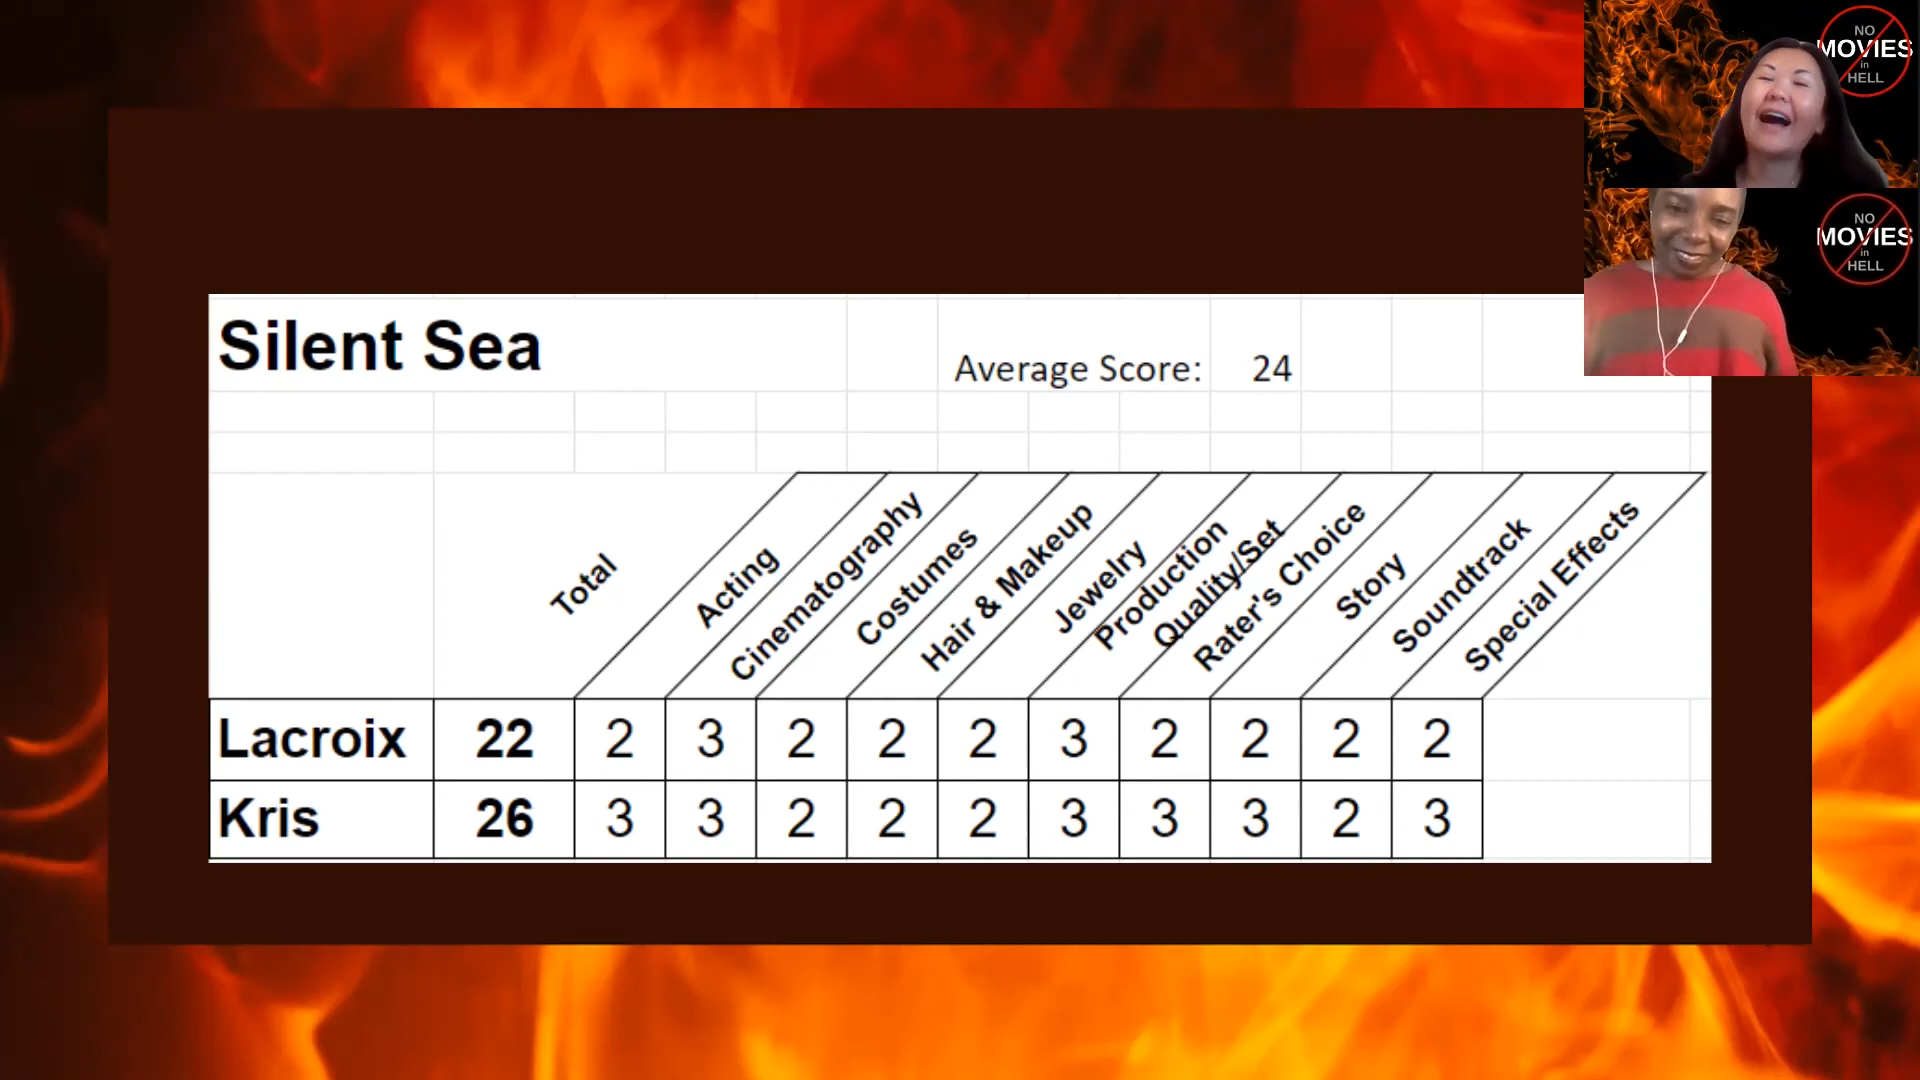 NO
MOVIES
in
HELL
NO
MOVIES
in
HELL
Silent Sea
Average Score: 24
Total
Acting
Cinematography
Costumes
Hair & Makeup
Jewelry
Production
Quality/Set
Rater's Choice
Story
Soundtrack
Special Effects
Lacroix 22 2 3 2 2 2 3 2 2 2 2
Kris 26 3 3 2 2 2 3 3 3 2 3